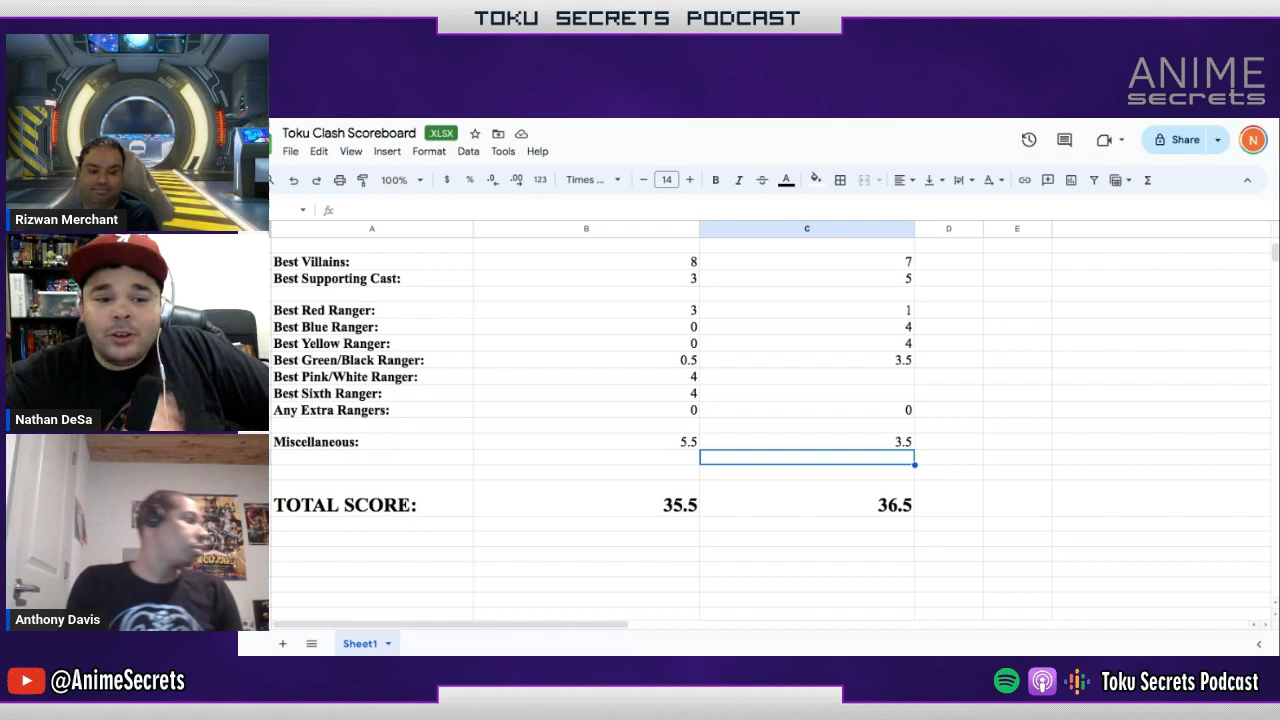 TOKU SECRETS PODCAST
ANIME
secrets
Toku Clash Scoreboard .XLSX
File Edit View Insert Format Data Tools Help
Share
N
100% $ % .0 .00 123 Times ... − 14 + B I S A
fx
A B C D E
Best Villains: 8 7
Best Supporting Cast: 3 5
Best Red Ranger: 3 1
Best Blue Ranger: 0 4
Best Yellow Ranger: 0 4
Best Green/Black Ranger: 0.5 3.5
Best Pink/White Ranger: 4
Best Sixth Ranger: 4
Any Extra Rangers: 0 0
Miscellaneous: 5.5 3.5
TOTAL SCORE: 35.5 36.5
Sheet1
Rizwan Merchant
Nathan DeSa
Anthony Davis
@AnimeSecrets
Toku Secrets Podcast